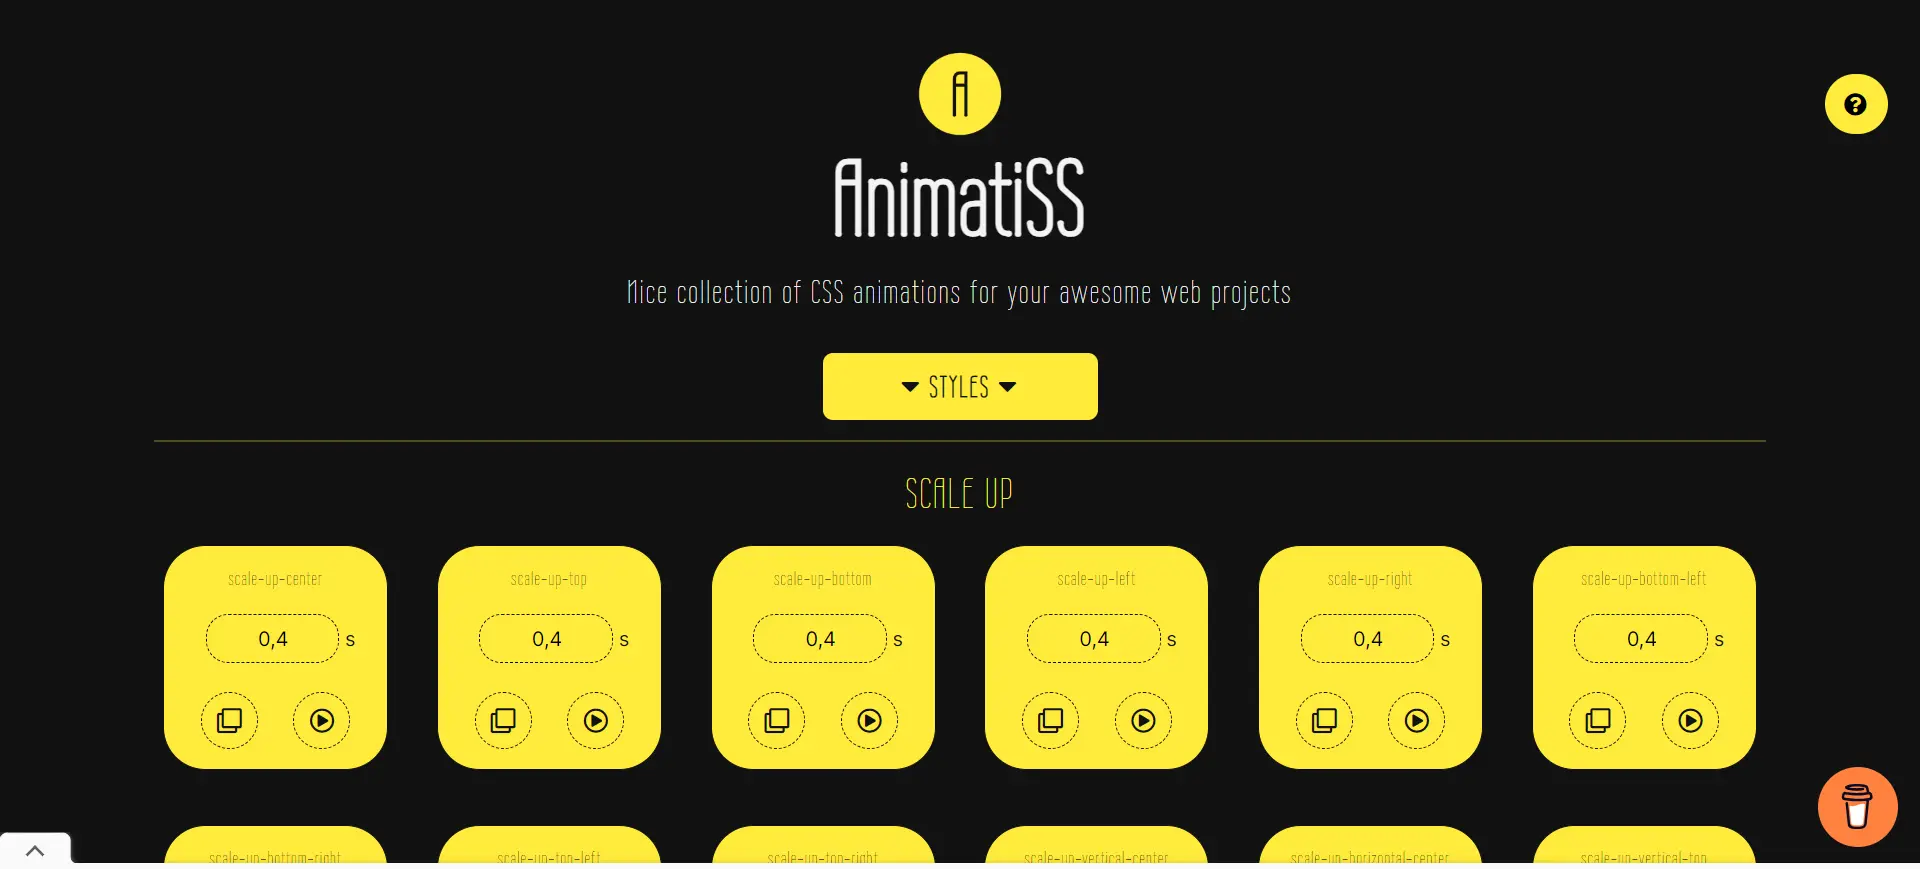 A
AnimatiSS
Nice collection of CSS animations for your awesome web projects
STYLES
SCALE UP
scale-up-center
scale-up-top
scale-up-bottom
scale-up-left
scale-up-right
scale-up-bottom-left
0,4 s
0,4 s
0,4 s
0,4 s
0,4 s
0,4 s
scale-up-bottom-right
scale-up-top-left
scale-up-top-right
scale-up-vertical-center
scale-up-horizontal-center
scale-up-vertical-top